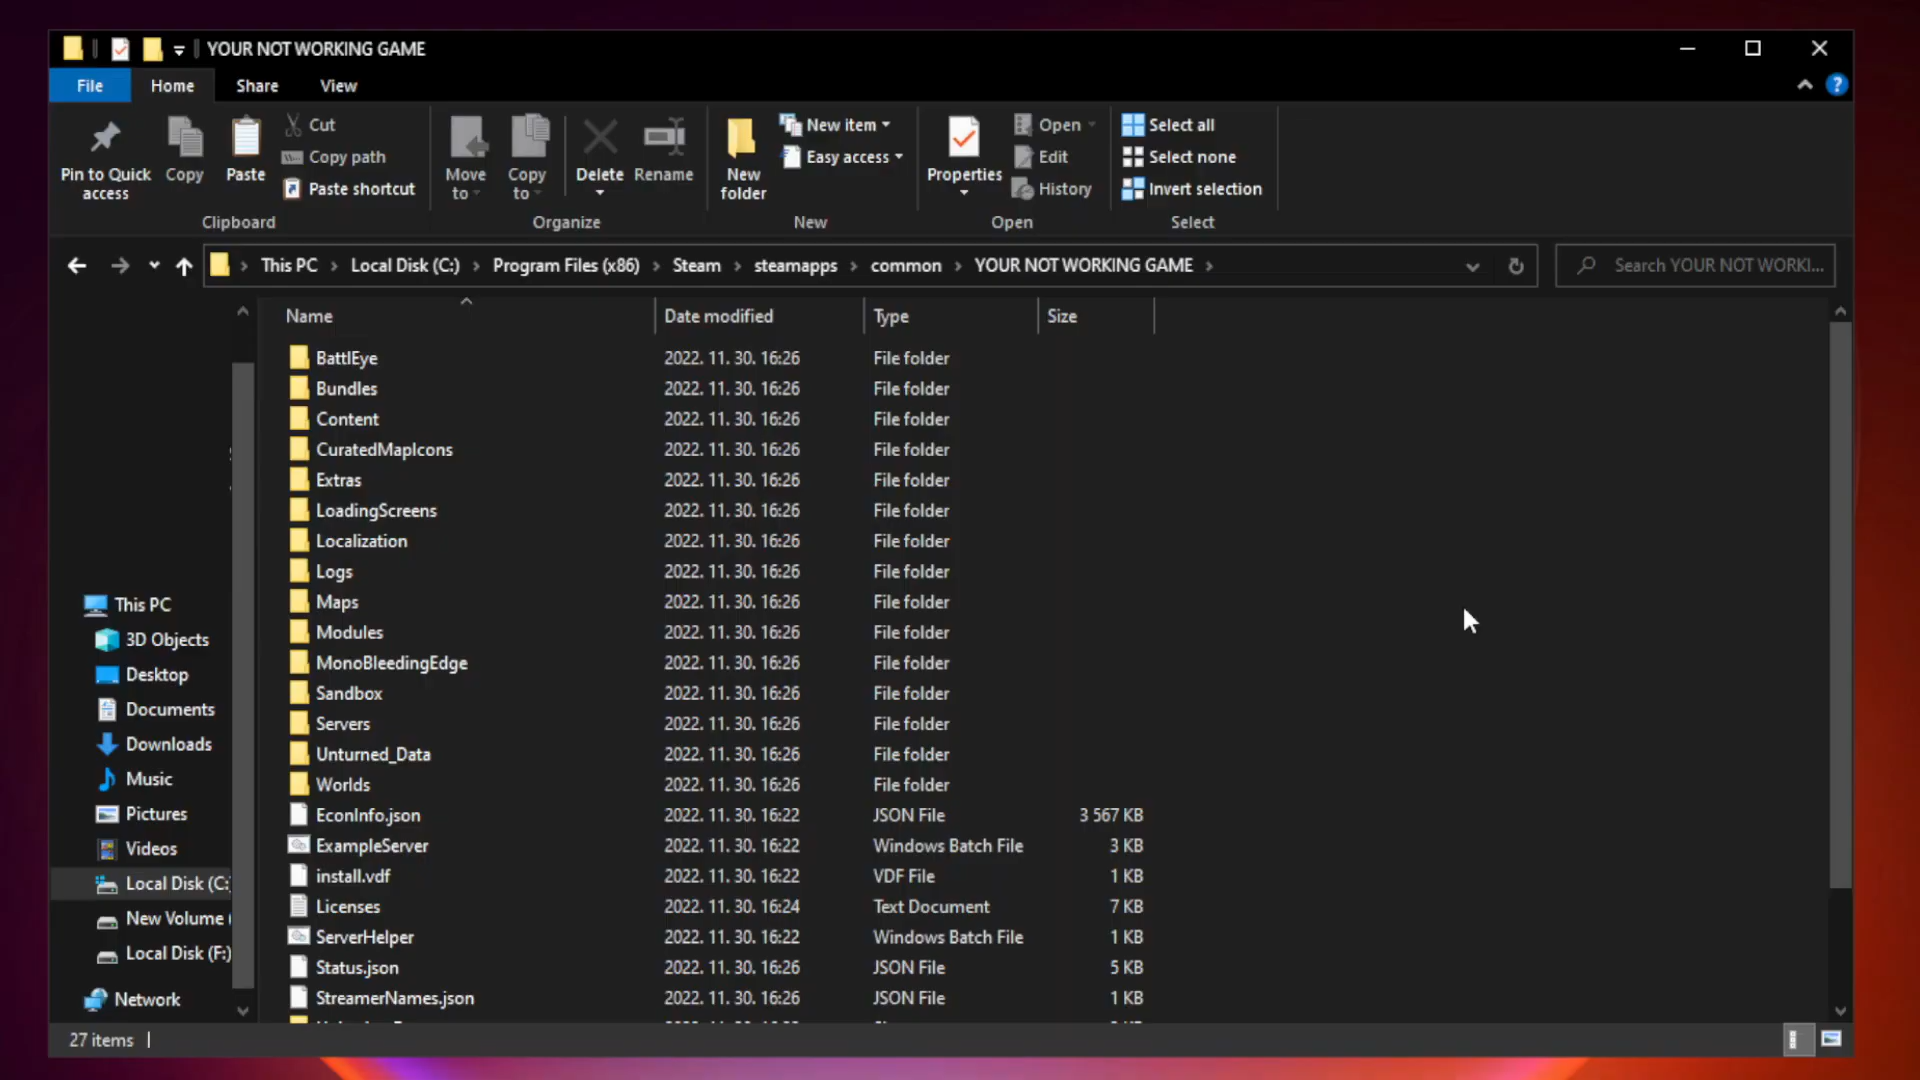 YOUR NOT WORKING GAME
File Home Share View
Pin to Quick access
Copy
Paste
Cut
Copy path
Paste shortcut
Clipboard
Move to
Copy to
Delete
Rename
Organize
New folder
New item
Easy access
New
Properties
Open
Edit
History
Open
Select all
Select none
Invert selection
Select
This PC > Local Disk (C:) > Program Files (x86) > Steam > steamapps > common > YOUR NOT WORKING GAME >
Search YOUR NOT WORKI...
This PC
3D Objects
Desktop
Documents
Downloads
Music
Pictures
Videos
Local Disk (C:
New Volume (
Local Disk (F:)
Network
Name Date modified Type Size
BattlEye 2022. 11. 30. 16:26 File folder
Bundles 2022. 11. 30. 16:26 File folder
Content 2022. 11. 30. 16:26 File folder
CuratedMapIcons 2022. 11. 30. 16:26 File folder
Extras 2022. 11. 30. 16:26 File folder
LoadingScreens 2022. 11. 30. 16:26 File folder
Localization 2022. 11. 30. 16:26 File folder
Logs 2022. 11. 30. 16:26 File folder
Maps 2022. 11. 30. 16:26 File folder
Modules 2022. 11. 30. 16:26 File folder
MonoBleedingEdge 2022. 11. 30. 16:26 File folder
Sandbox 2022. 11. 30. 16:26 File folder
Servers 2022. 11. 30. 16:26 File folder
Unturned_Data 2022. 11. 30. 16:26 File folder
Worlds 2022. 11. 30. 16:26 File folder
EconInfo.json 2022. 11. 30. 16:22 JSON File 3 567 KB
ExampleServer 2022. 11. 30. 16:22 Windows Batch File 3 KB
install.vdf 2022. 11. 30. 16:22 VDF File 1 KB
Licenses 2022. 11. 30. 16:24 Text Document 7 KB
ServerHelper 2022. 11. 30. 16:22 Windows Batch File 1 KB
Status.json 2022. 11. 30. 16:26 JSON File 5 KB
StreamerNames.json 2022. 11. 30. 16:26 JSON File 1 KB
27 items